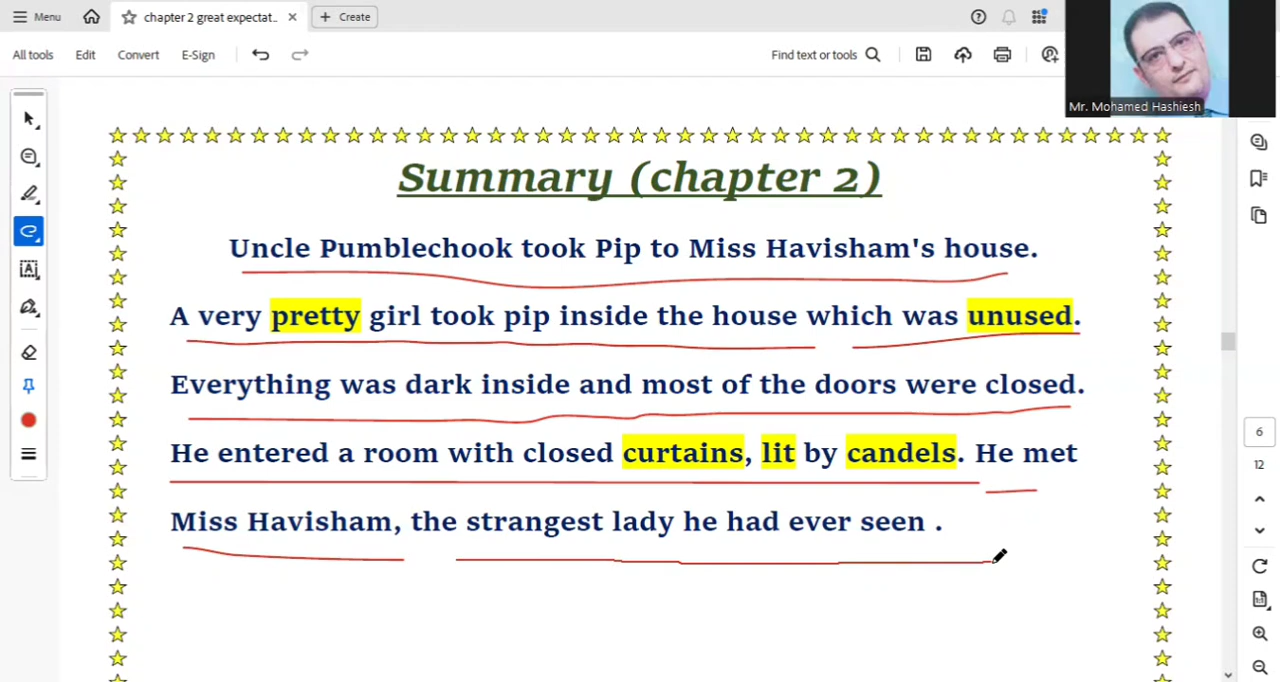 Menu
chapter 2 great expectat..
Create
All tools
Edit
Convert
E-Sign
Find text or tools
Mr. Mohamed Hashiesh
Summary (chapter 2)
Uncle Pumblechook took Pip to Miss Havisham's house.
A very pretty girl took pip inside the house which was unused.
Everything was dark inside and most of the doors were closed.
He entered a room with closed curtains, lit by candels. He met
Miss Havisham, the strangest lady he had ever seen .
6
12